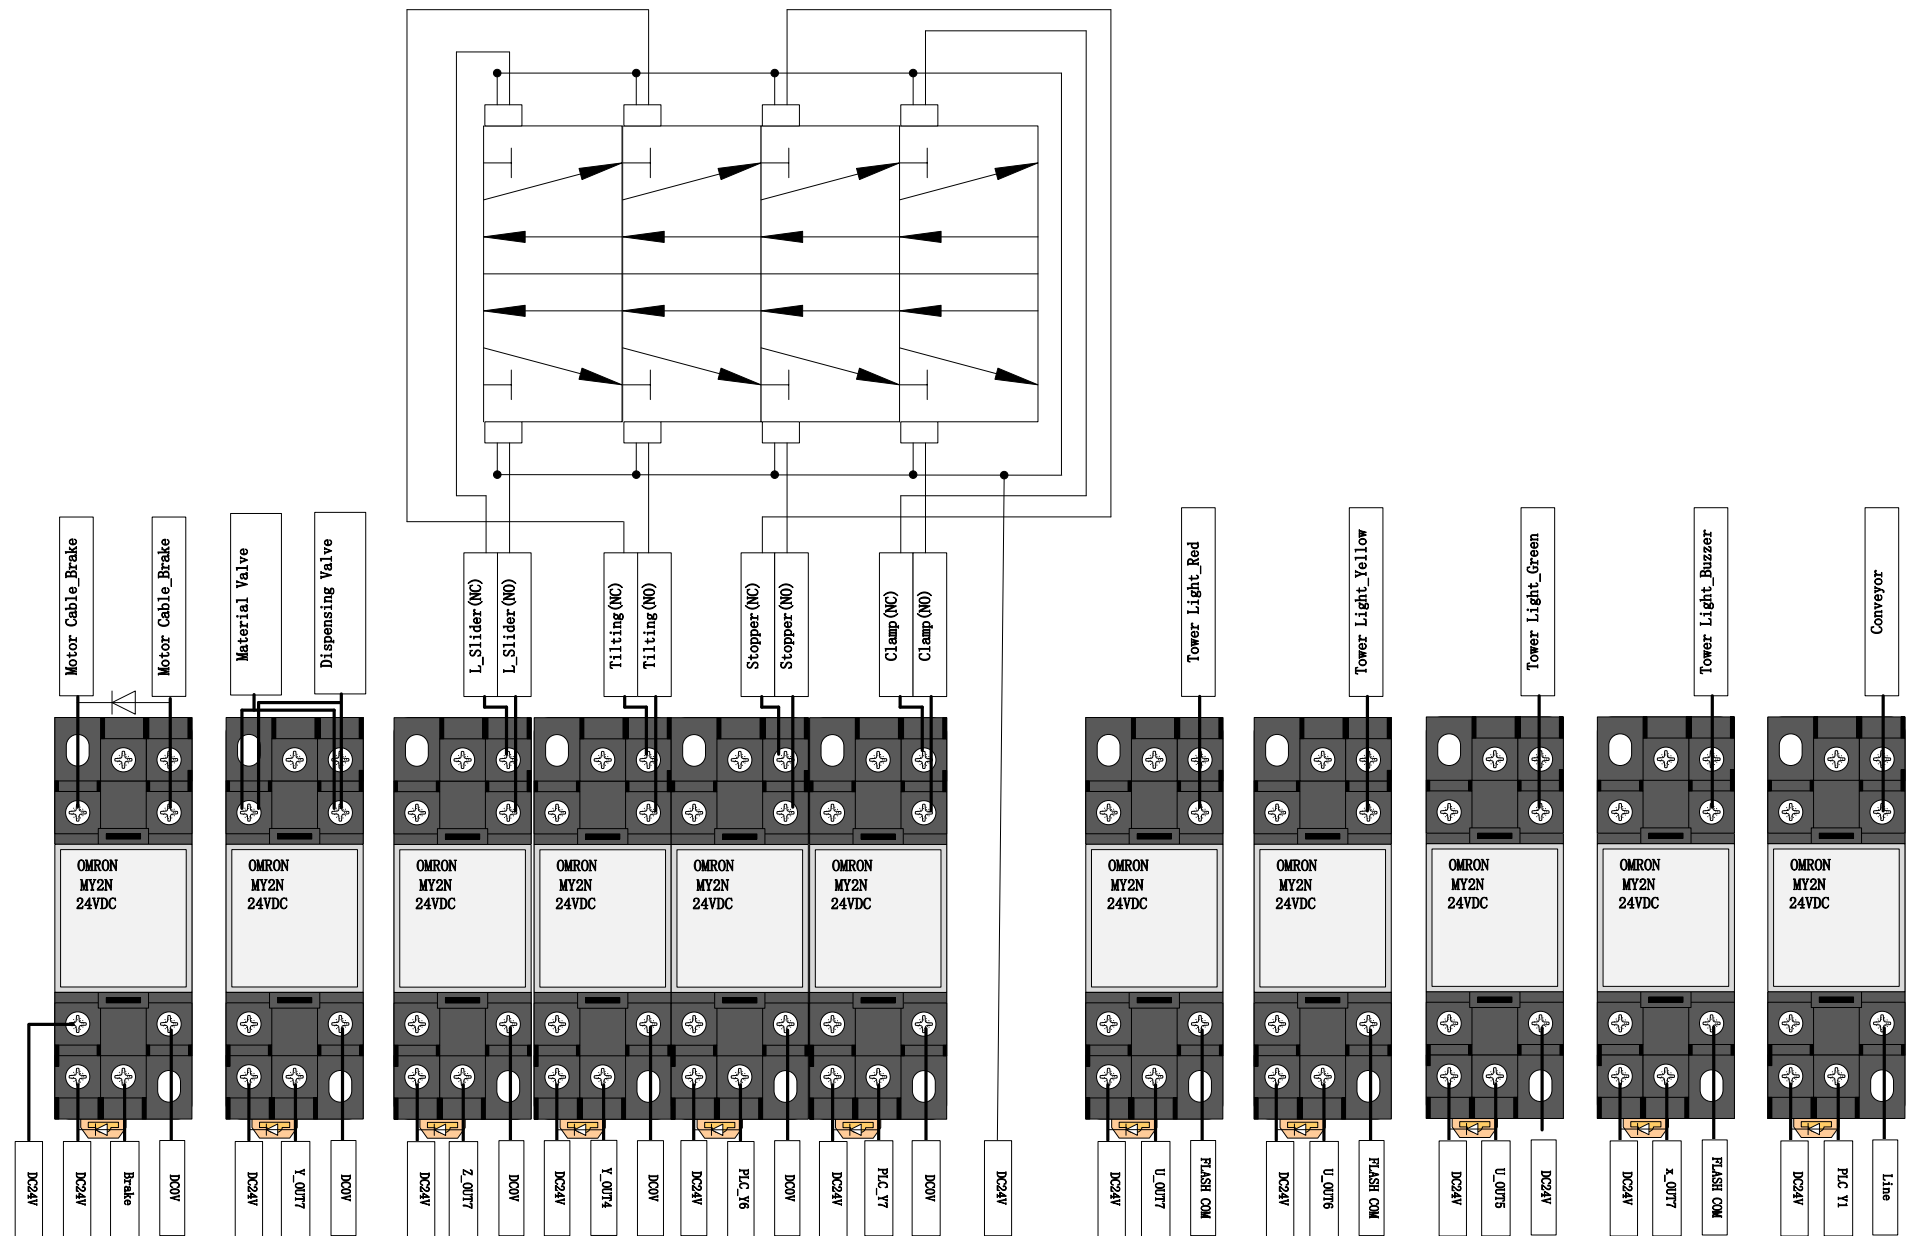 Motor Cable_Brake
Motor Cable_Brake
Material Valve
Dispensing Valve
L_Slider(NC)
L_Slider(NO)
Tilting(NC)
Tilting(NO)
Stopper(NC)
Stopper(NO)
Clamp(NC)
Clamp(NO)
Tower Light_Red
Tower Light_Yellow
Tower Light_Green
Tower Light_Buzzer
Conveyor
OMRON
MY2N
24VDC
OMRON
MY2N
24VDC
OMRON
MY2N
24VDC
OMRON
MY2N
24VDC
OMRON
MY2N
24VDC
OMRON
MY2N
24VDC
OMRON
MY2N
24VDC
OMRON
MY2N
24VDC
OMRON
MY2N
24VDC
OMRON
MY2N
24VDC
OMRON
MY2N
24VDC
DC24V
DC24V
Brake
DC0V
DC24V
Y_OUT7
DC0V
DC24V
Z_OUT7
DC0V
DC24V
Y_OUT4
DC0V
DC24V
PLC_Y6
DC0V
DC24V
PLC_Y7
DC0V
DC24V
DC24V
U_OUT7
FLASH COM
DC24V
U_OUT6
FLASH COM
DC24V
U_OUT5
DC24V
DC24V
x_OUT7
FLASH COM
DC24V
PLC Y1
Line